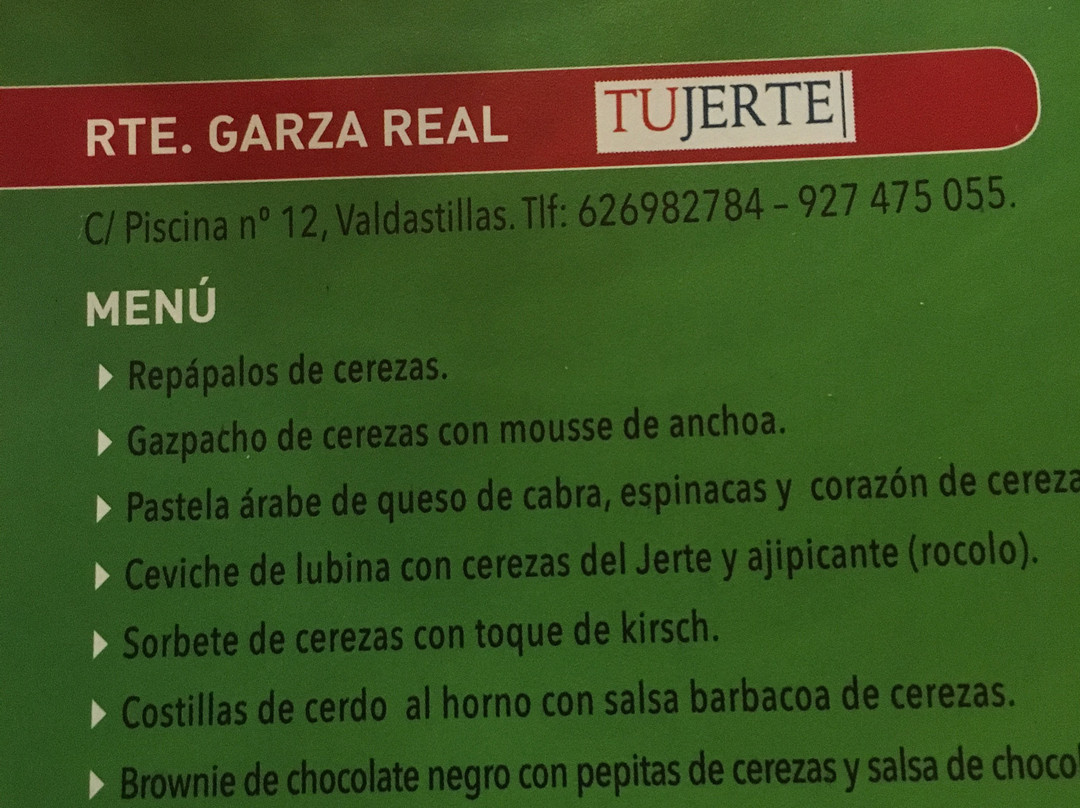 RTE. GARZA REAL TUJERTE
C/ Piscina nº 12, Valdastillas. Tlf: 626982784 – 927 475 055.
MENÚ
Repápalos de cerezas.
Gazpacho de cerezas con mousse de anchoa.
Pastela árabe de queso de cabra, espinacas y corazón de cereza
Ceviche de lubina con cerezas del Jerte y ajipicante (rocolo).
Sorbete de cerezas con toque de kirsch.
Costillas de cerdo al horno con salsa barbacoa de cerezas.
Brownie de chocolate negro con pepitas de cerezas y salsa de chocol